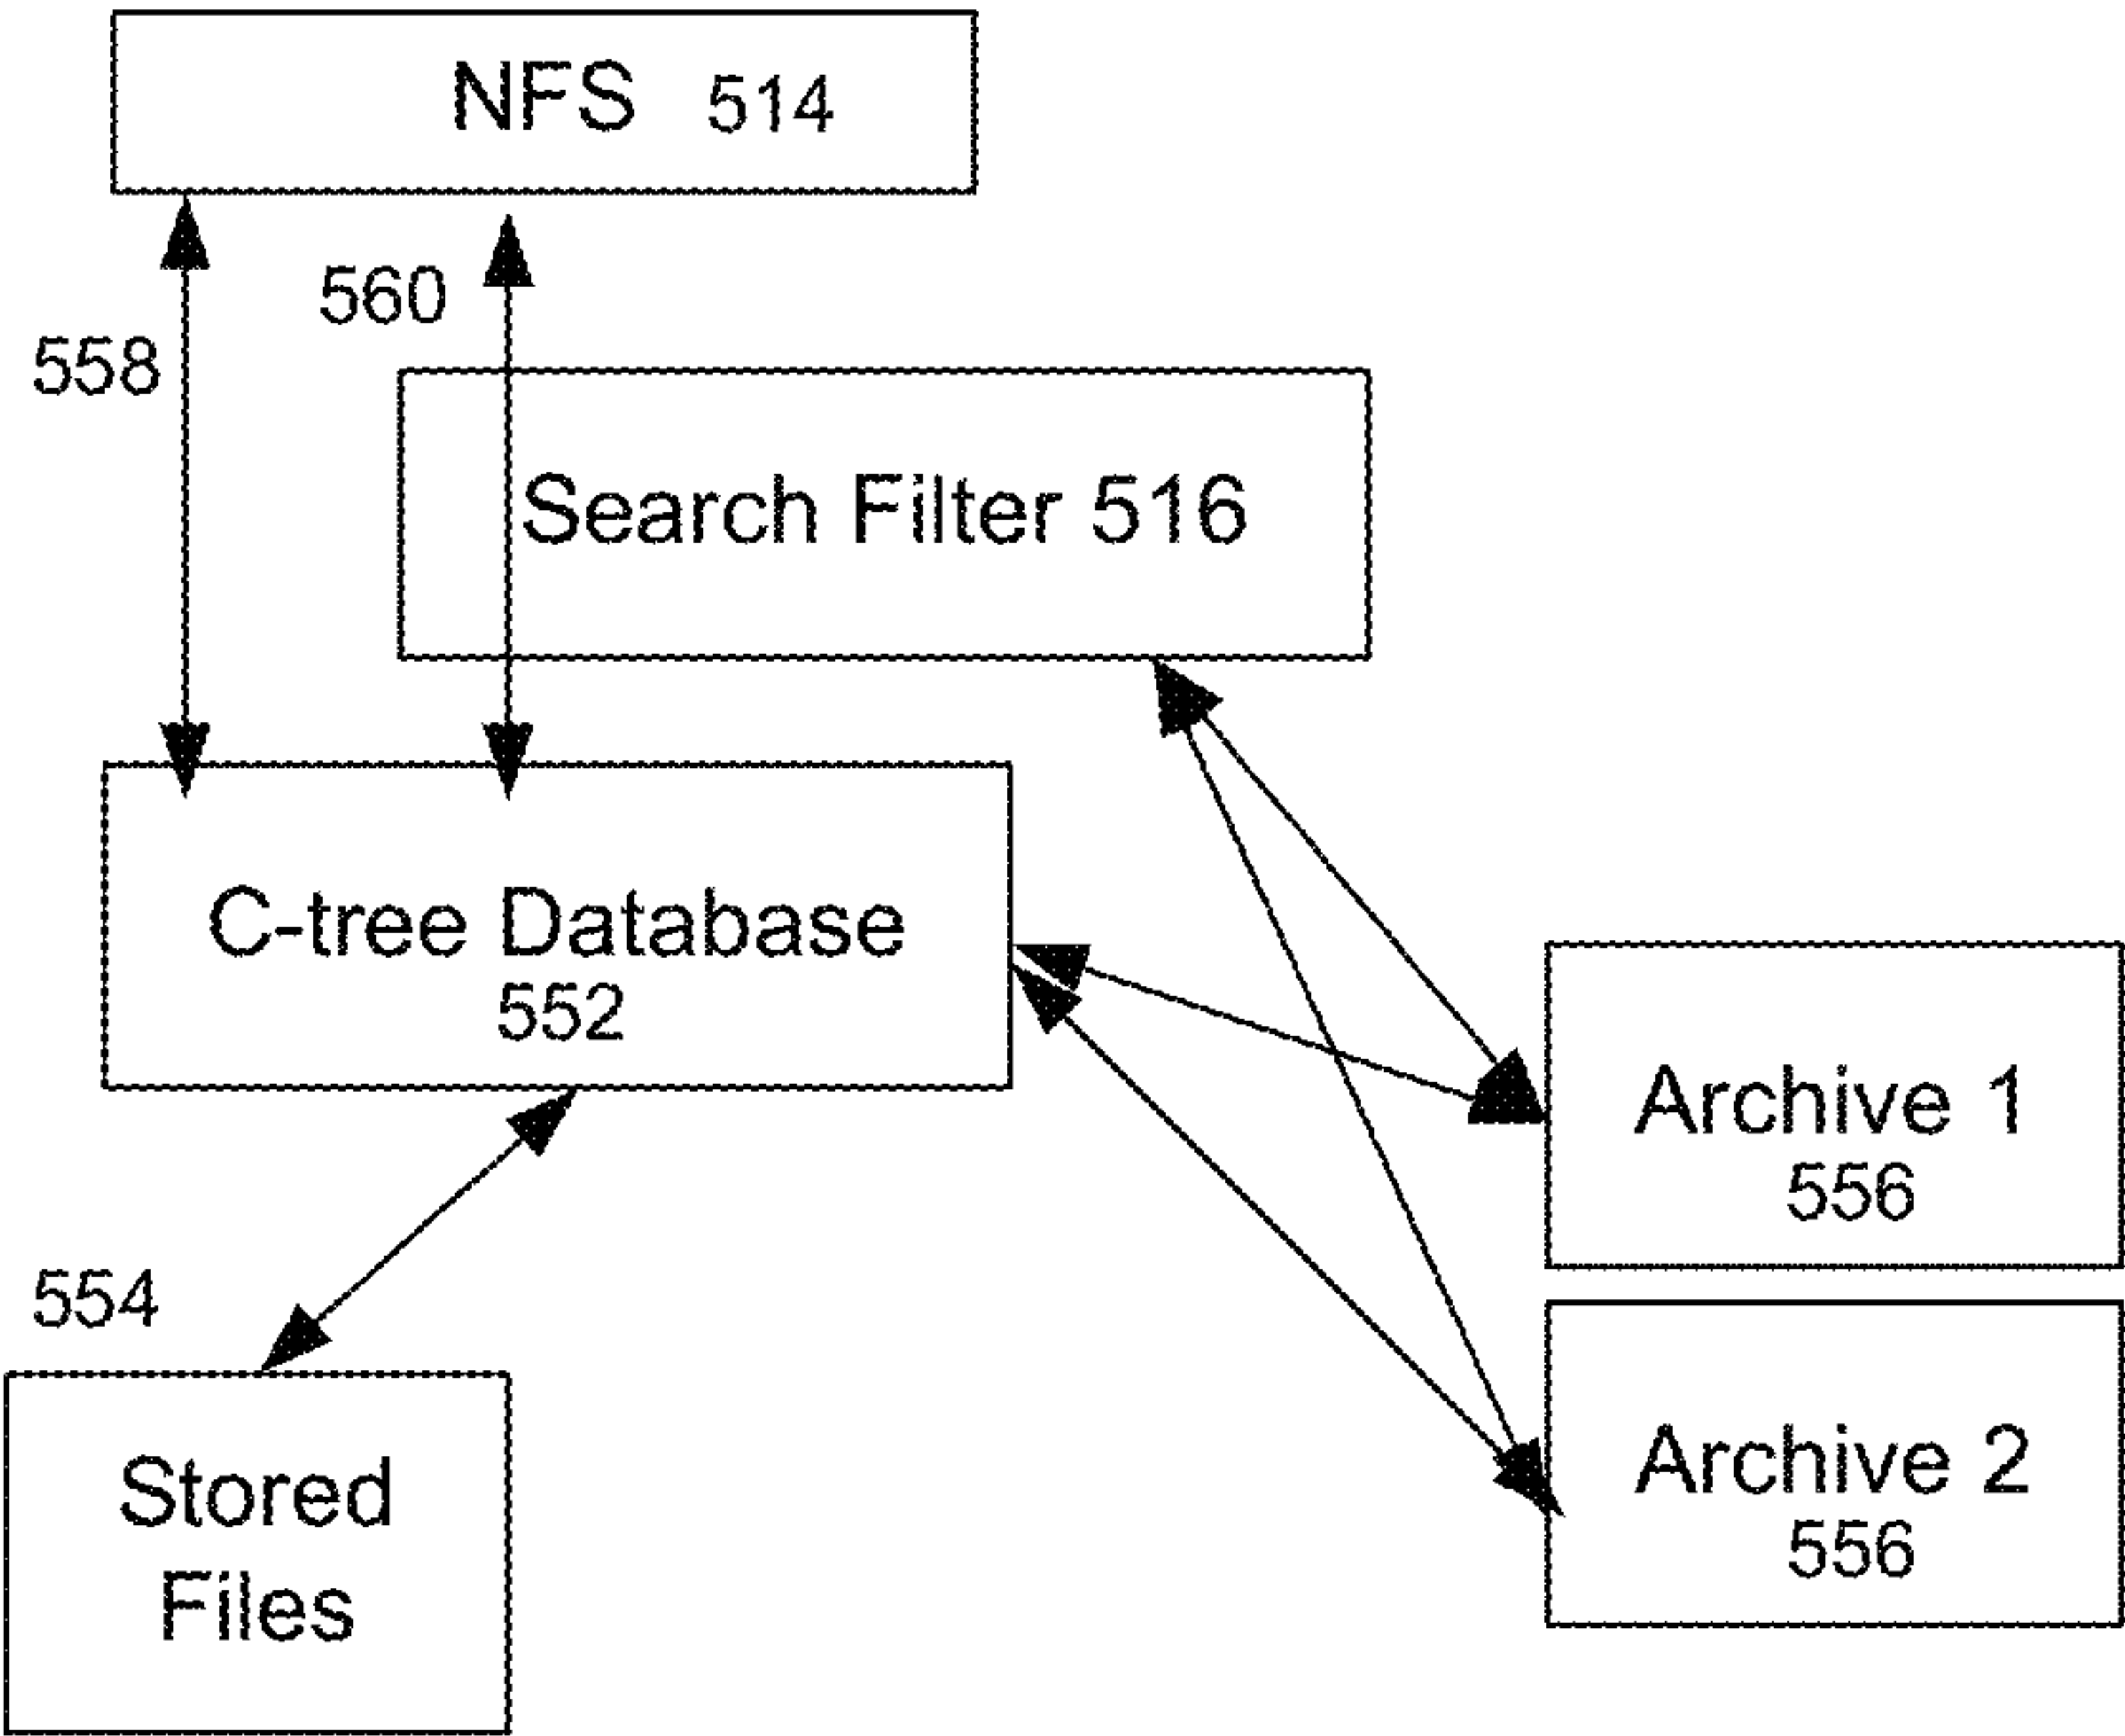 NFS 514
560
558
Search Filter 516
C-tree Database
552
Archive 1
556
554
Stored
Files
Archive 2
556